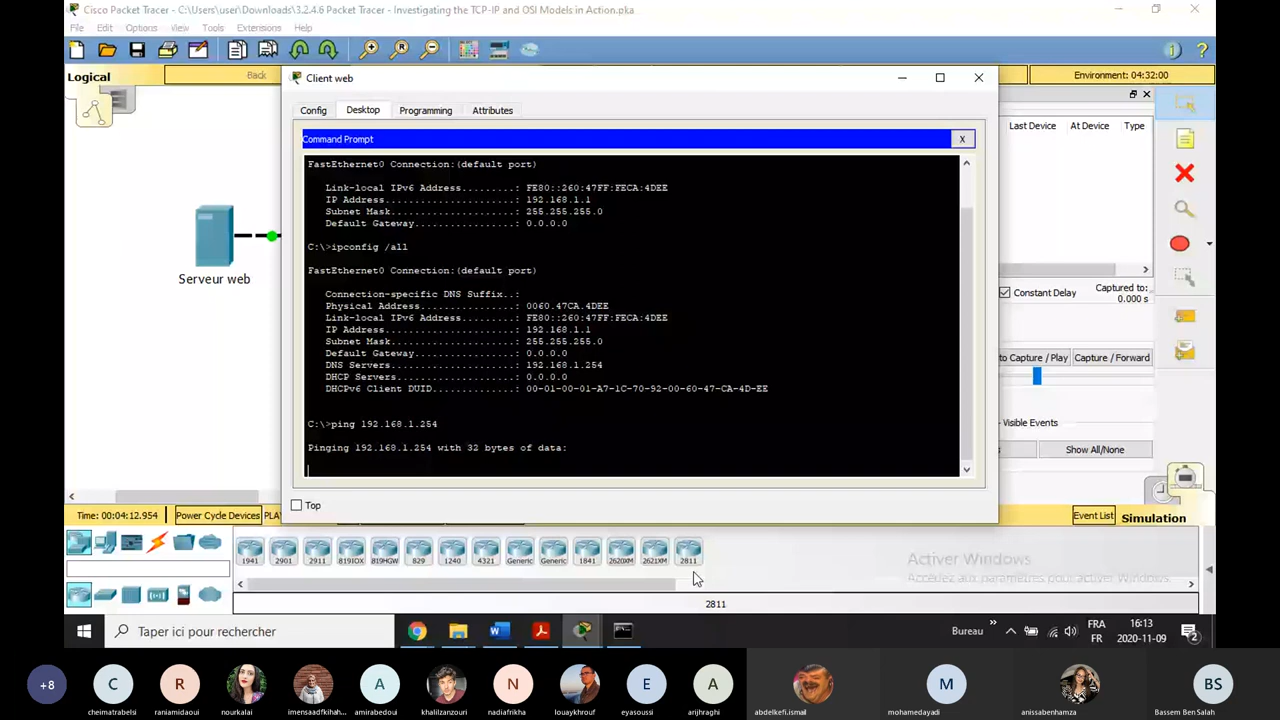 Cisco Packet Tracer - C:\Users\user\Downloads\3.2.4.6 Packet Tracer - Investigating the TCP-IP and OSI Models in Action.pka
File Edit Options View Tools Extensions Help
Logical
Back
Environment: 04:32:00
Client web
Config Desktop Programming Attributes
Command Prompt
X
FastEthernet0 Connection:(default port)
Link-local IPv6 Address.........: FE80::260:47FF:FECA:4DEE
IP Address......................: 192.168.1.1
Subnet Mask.....................: 255.255.255.0
Default Gateway.................: 0.0.0.0
C:\>ipconfig /all
FastEthernet0 Connection:(default port)
Connection-specific DNS Suffix..:
Physical Address................: 0060.47CA.4DEE
Link-local IPv6 Address.........: FE80::260:47FF:FECA:4DEE
IP Address......................: 192.168.1.1
Subnet Mask.....................: 255.255.255.0
Default Gateway.................: 0.0.0.0
DNS Servers.....................: 192.168.1.254
DHCP Servers....................: 0.0.0.0
DHCPv6 Client DUID..............: 00-01-00-01-A7-1C-70-92-00-60-47-CA-4D-EE
C:\>ping 192.168.1.254
Pinging 192.168.1.254 with 32 bytes of data:
Top
Serveur web
Last Device At Device Type
Constant Delay
Captured to:
0.000 s
to Capture / Play Capture / Forward
Visible Events
Show All/None
Time: 00:04:12.954 Power Cycle Devices PLA
Event List Simulation
1941 2901 2911 819IOX 819HGW 829 1240 4321 Generic Generic 1841 2620XM 2621XM 2811
Activer Windows
Accédez aux paramètres pour activer Windows.
2811
Taper ici pour rechercher
Bureau
FRA
FR
16:13
2020-11-09
2
+8 C R A N E A M BS
cheimatrabelsi raniamidaoui nourkalai imensaadfkihah... amirabedoui khalilzanzouri nadiafrikha louaykhrouf eyasoussi arijhraghi abdelkefi.ismail mohamedayadi anissabenhamza Bassem Ben Salah